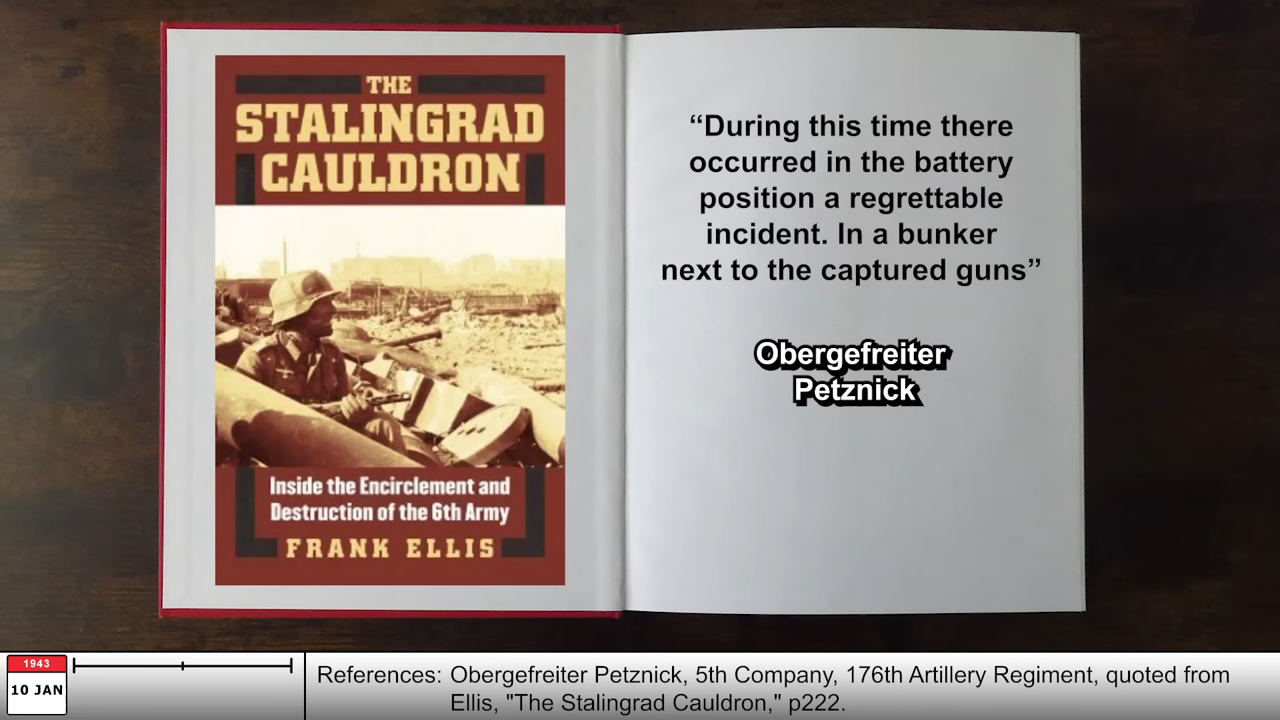 THE
STALINGRAD
CAULDRON
Inside the Encirclement and
Destruction of the 6th Army
FRANK ELLIS
“During this time there
occurred in the battery
position a regrettable
incident. In a bunker
next to the captured guns”
Obergefreiter
Petznick
1943
10 JAN
References: Obergefreiter Petznick, 5th Company, 176th Artillery Regiment, quoted from
Ellis, "The Stalingrad Cauldron," p222.